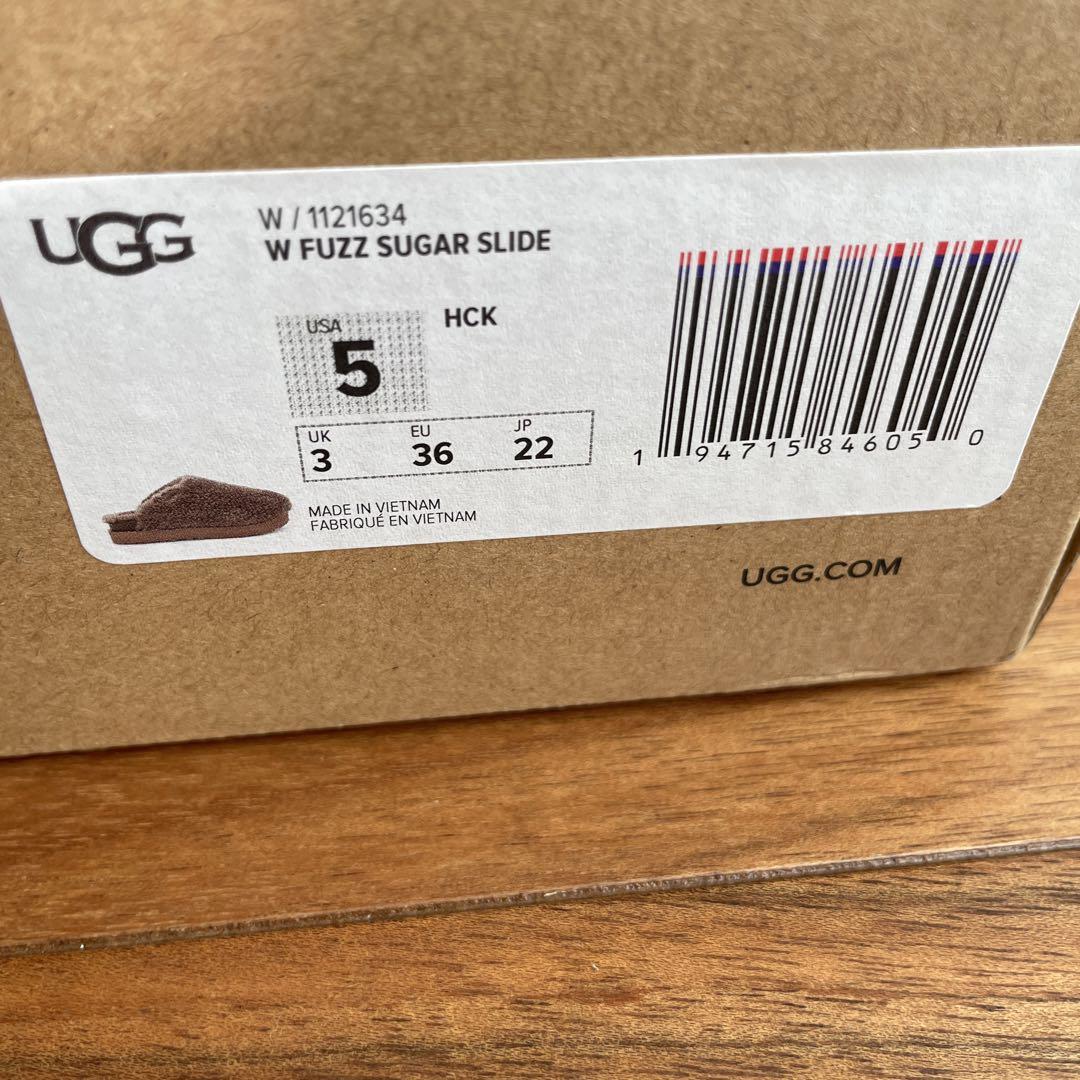 UGG
W / 1121634
W FUZZ SUGAR SLIDE
USA
5
HCK
UK
3
EU
36
JP
22
MADE IN VIETNAM
FABRIQUÉ EN VIETNAM
1 94715 84605 0
UGG.COM